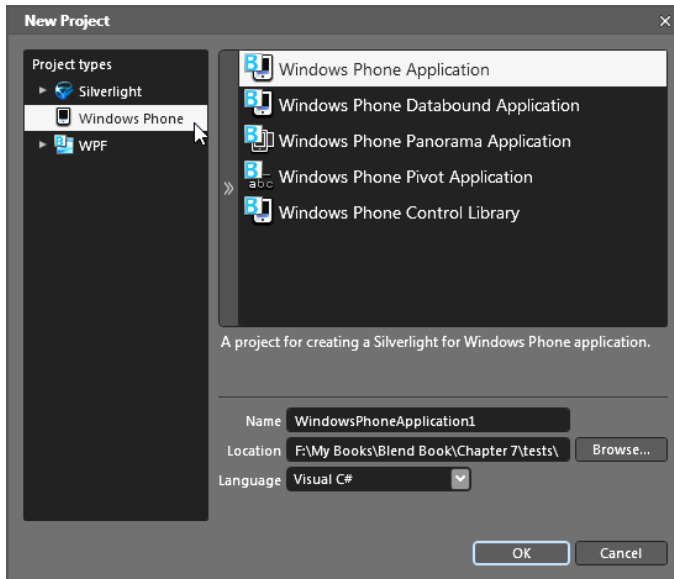 New Project
Project types
Silverlight
Windows Phone
WPF
Windows Phone Application
Windows Phone Databound Application
Windows Phone Panorama Application
Windows Phone Pivot Application
Windows Phone Control Library
A project for creating a Silverlight for Windows Phone application.
Name WindowsPhoneApplication1
Location F:\My Books\Blend Book\Chapter 7\tests\ Browse...
Language Visual C#
OK Cancel